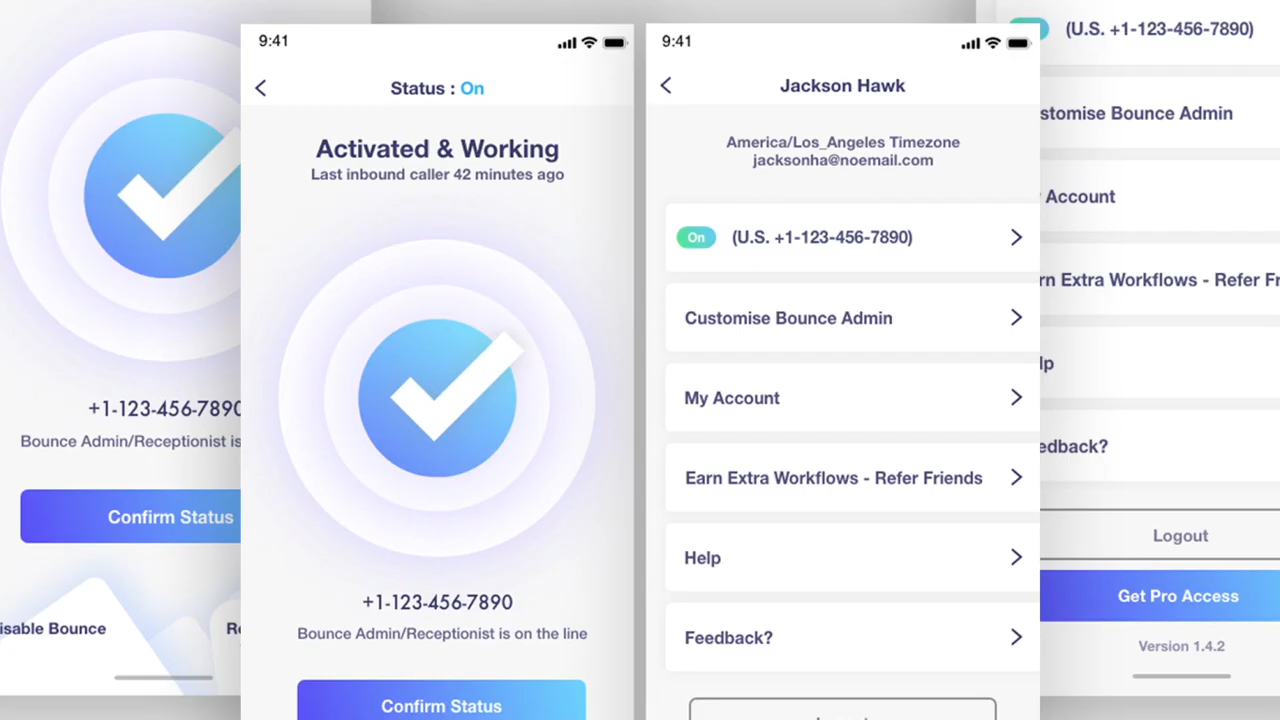 +1-123-456-7890
Bounce Admin/Receptionist is
Confirm Status
isable Bounce
9:41
Status : On
Activated & Working
Last inbound caller 42 minutes ago
+1-123-456-7890
Bounce Admin/Receptionist is on the line
Confirm Status
9:41
Jackson Hawk
America/Los_Angeles Timezone
jacksonha@noemail.com
On (U.S. +1-123-456-7890)
Customise Bounce Admin
My Account
Earn Extra Workflows - Refer Friends
Help
Feedback?
(U.S. +1-123-456-7890)
stomise Bounce Admin
Account
rn Extra Workflows - Refer Fr
lp
edback?
Logout
Get Pro Access
Version 1.4.2